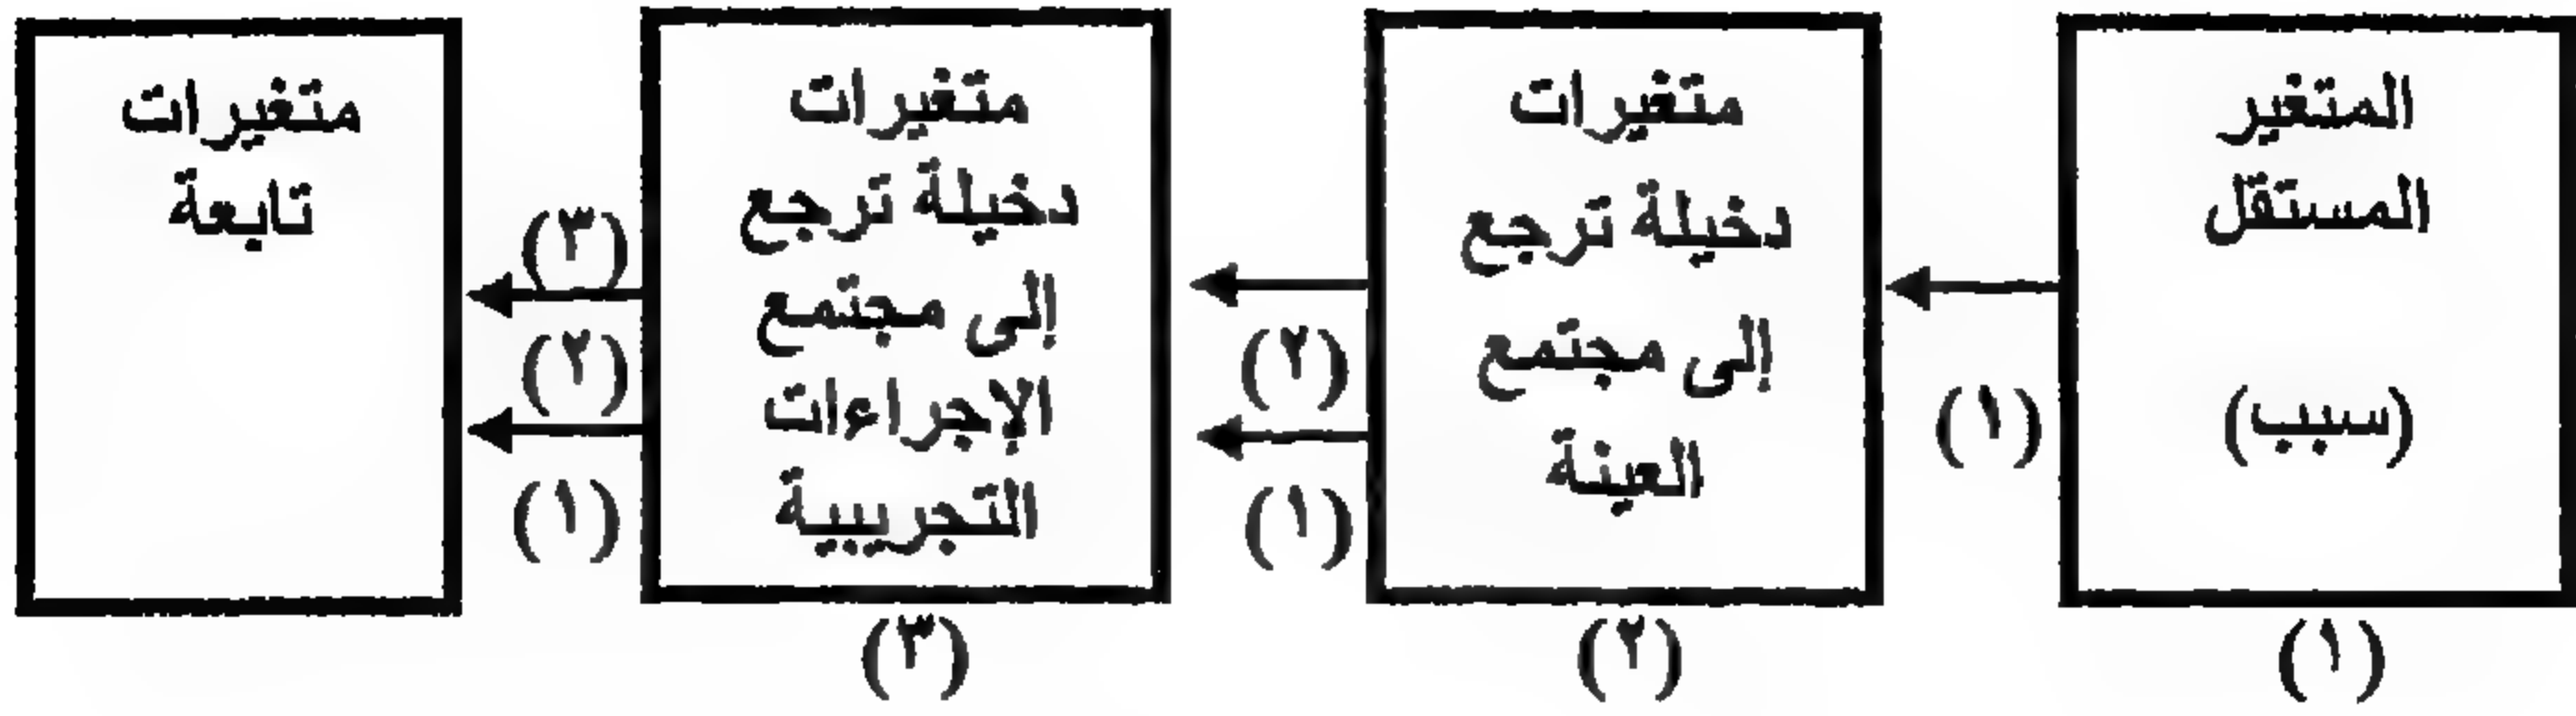 المتغير
المستقل
(سبب)
(١)
(١)
متغيرات
دخيلة ترجع
إلى مجتمع
العينة
(٢)
(٢)
(١)
متغيرات
دخيلة ترجع
إلى مجتمع
الإجراءات
التجريبية
(٣)
(٣)
(٢)
(١)
متغيرات
تابعة